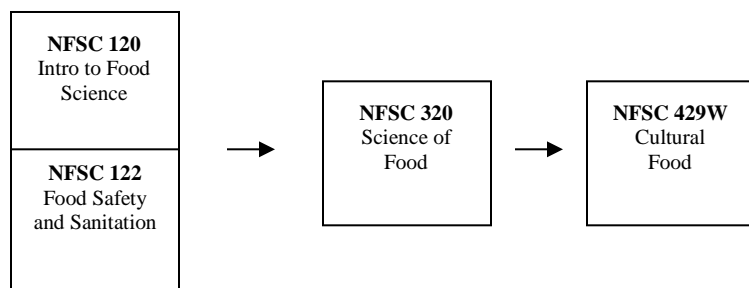 NFSC 120
Intro to Food
Science
NFSC 122
Food Safety
and Sanitation
NFSC 320
Science of
Food
NFSC 429W
Cultural
Food